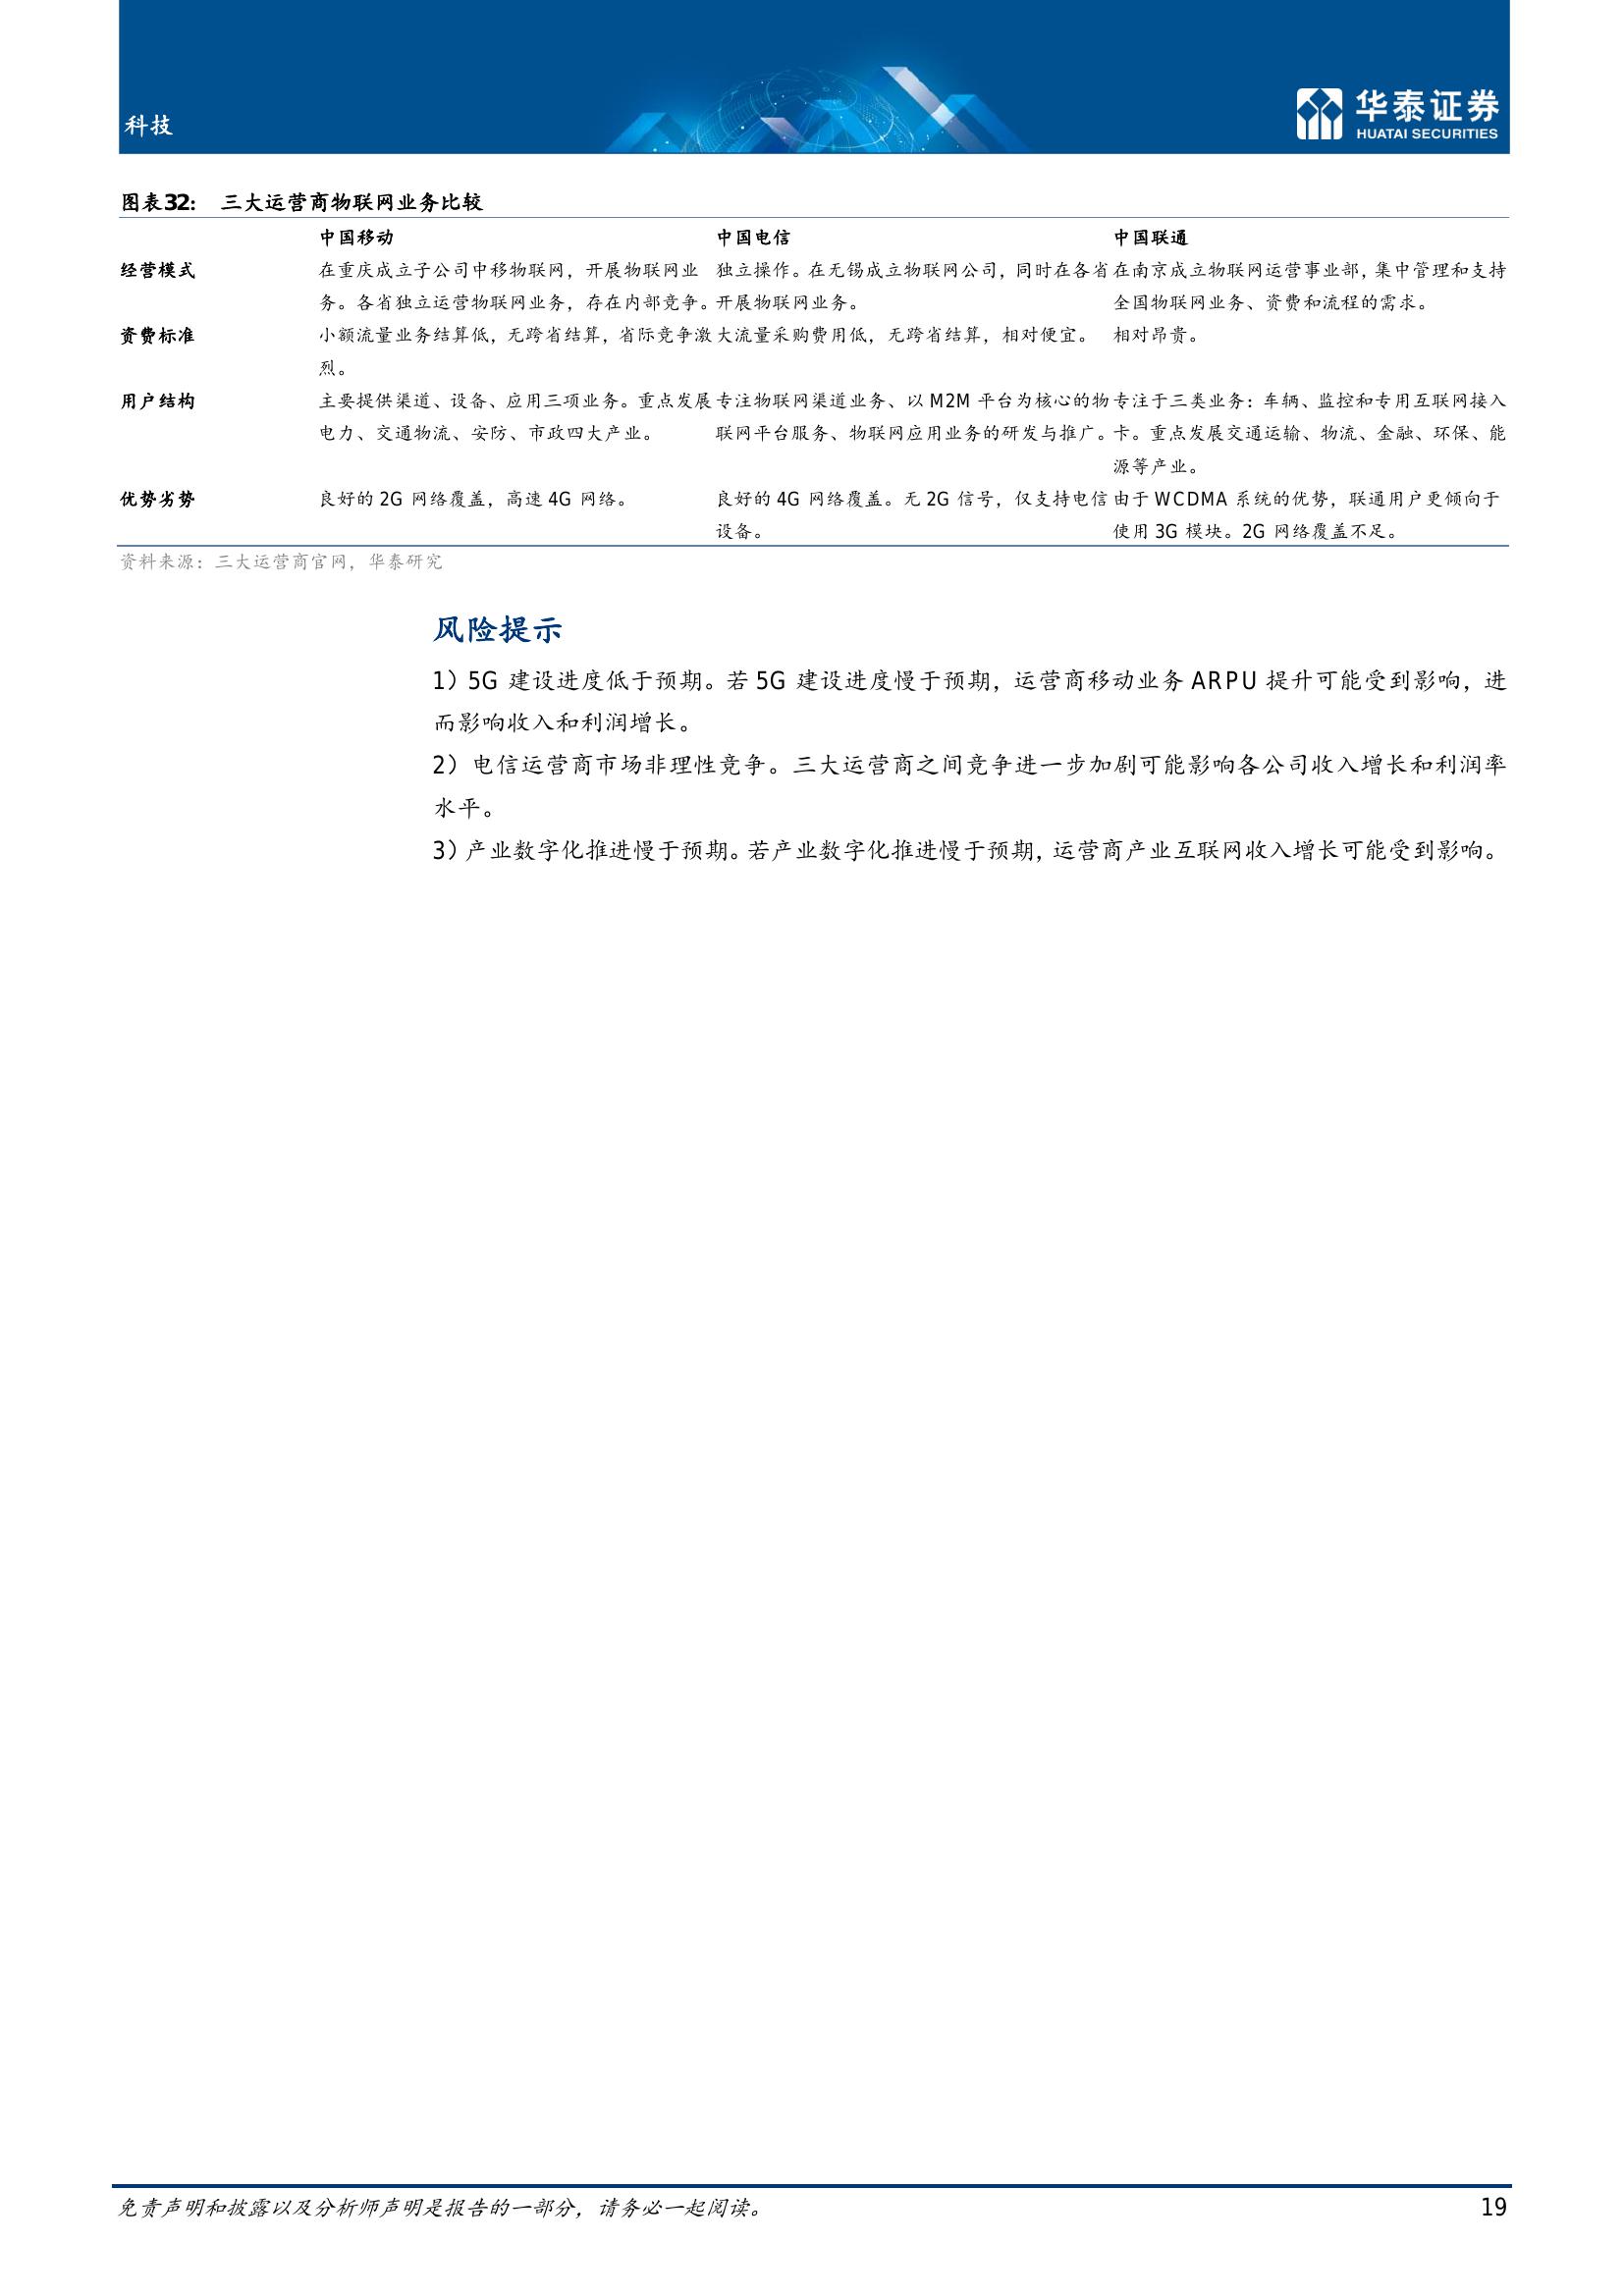 科技
华泰证券
HUATAI SECURITIES
图表32: 三大运营商物联网业务比较
中国移动 中国电信 中国联通
经营模式 在重庆成立子公司中移物联网，开展物联网业 独立操作。在无锡成立物联网公司，同时在各省 在南京成立物联网运营事业部，集中管理和支持
务。各省独立运营物联网业务，存在内部竞争。 开展物联网业务。 全国物联网业务、资费和流程的需求。
资费标准 小额流量业务结算低，无跨省结算，省际竞争激 大流量采购费用低，无跨省结算，相对便宜。 相对昂贵。
烈。
用户结构 主要提供渠道、设备、应用三项业务。重点发展 专注物联网渠道业务、以 M2M 平台为核心的物 专注于三类业务：车辆、监控和专用互联网接入
电力、交通物流、安防、市政四大产业。 联网平台服务、物联网应用业务的研发与推广。 卡。重点发展交通运输、物流、金融、环保、能
源等产业。
优势劣势 良好的 2G 网络覆盖，高速 4G 网络。 良好的 4G 网络覆盖。无 2G 信号，仅支持电信 由于 WCDMA 系统的优势，联通用户更倾向于
设备。 使用 3G 模块。2G 网络覆盖不足。
资料来源：三大运营商官网，华泰研究
风险提示
1）5G 建设进度低于预期。若 5G 建设进度慢于预期，运营商移动业务 ARPU 提升可能受到影响，进
而影响收入和利润增长。
2）电信运营商市场非理性竞争。三大运营商之间竞争进一步加剧可能影响各公司收入增长和利润率
水平。
3）产业数字化推进慢于预期。若产业数字化推进慢于预期，运营商产业互联网收入增长可能受到影响。
免责声明和披露以及分析师声明是报告的一部分，请务必一起阅读。 19